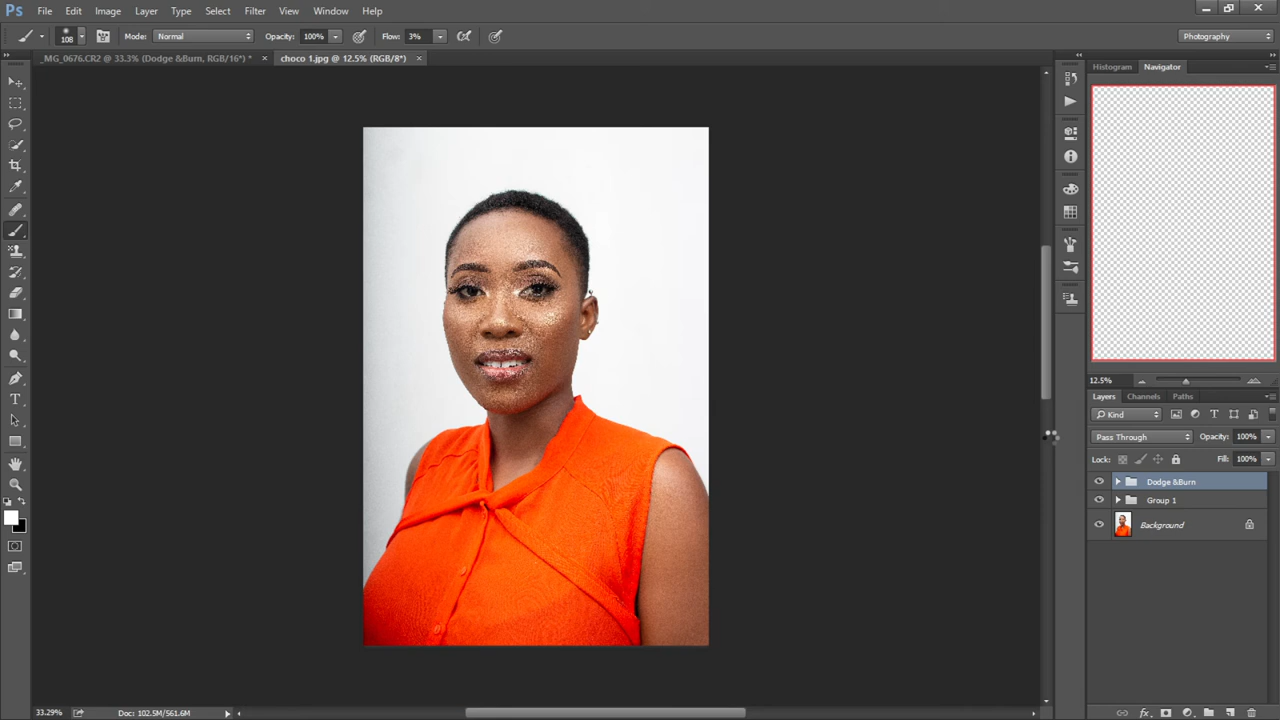 Ps File Edit Image Layer Type Select Filter View Window Help
108 Mode: Normal Opacity: 100% Flow: 3% Photography
_MG_0676.CR2 @ 33.3% (Dodge &Burn, RGB/16*) * × choco 1.jpg @ 12.5% (RGB/8*) ×
Histogram Navigator
12.5%
Layers Channels Paths
Kind
Pass Through Opacity: 100%
Lock: Fill: 100%
Dodge &Burn
Group 1
Background
33.29% Doc: 102.5M/561.6M